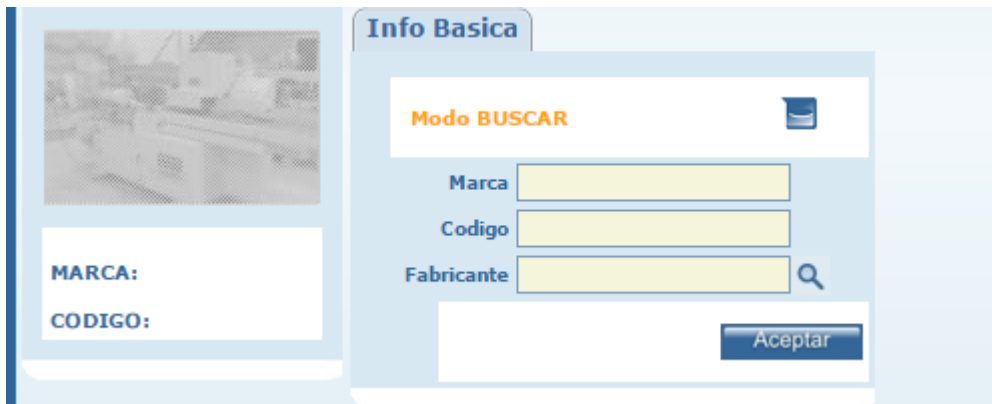 Info Basica
Modo BUSCAR
Marca
Codigo
Fabricante
Aceptar
MARCA:
CODIGO: